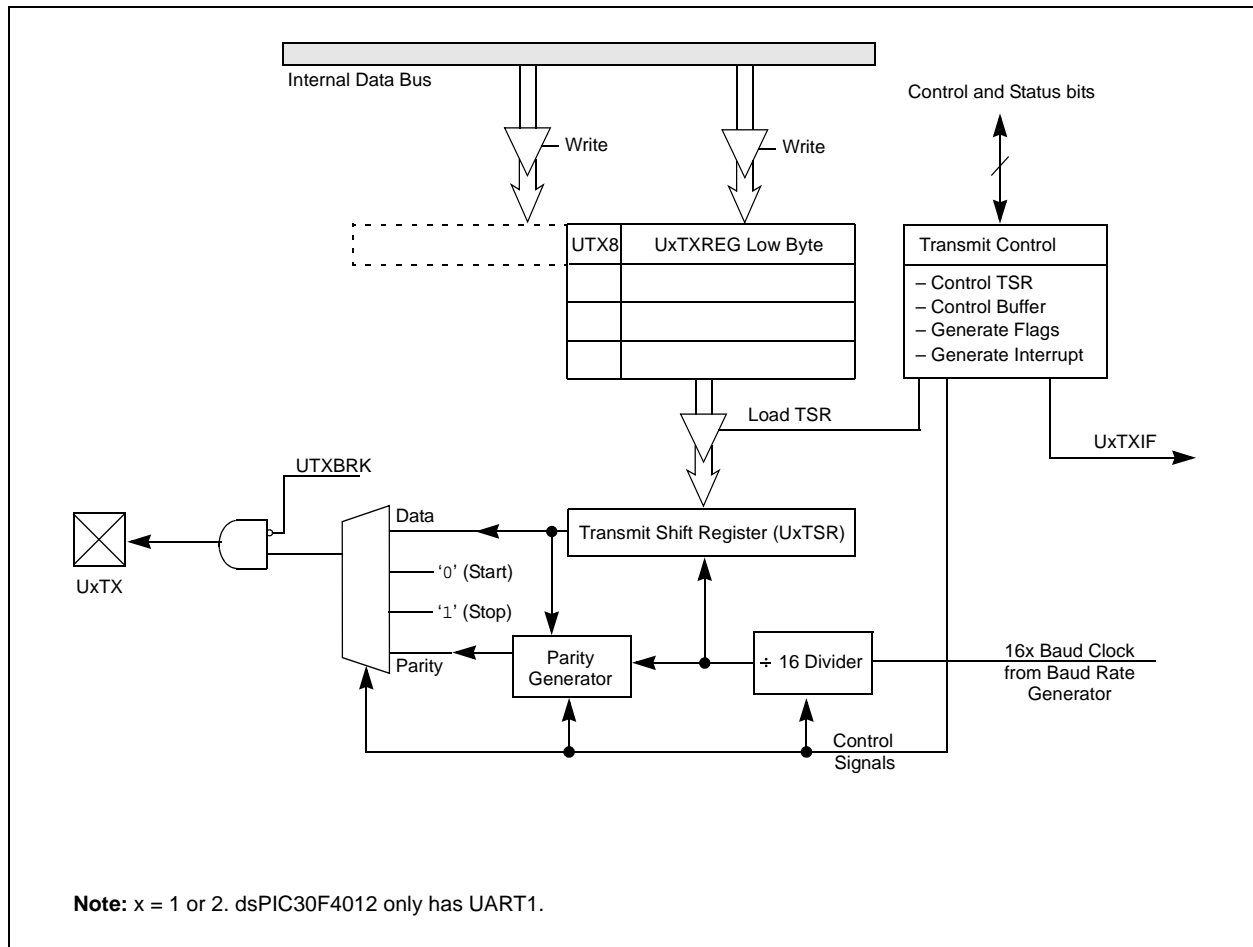 Internal Data Bus
Control and Status bits
Write
Write
UTX8
UxTXREG Low Byte
Transmit Control
– Control TSR
– Control Buffer
– Generate Flags
– Generate Interrupt
Load TSR
UxTXIF
UTXBRK
Data
Transmit Shift Register (UxTSR)
UxTX
‘0’ (Start)
‘1’ (Stop)
Parity
Parity
Generator
÷ 16 Divider
16x Baud Clock
from Baud Rate
Generator
Control
Signals
Note: x = 1 or 2. dsPIC30F4012 only has UART1.